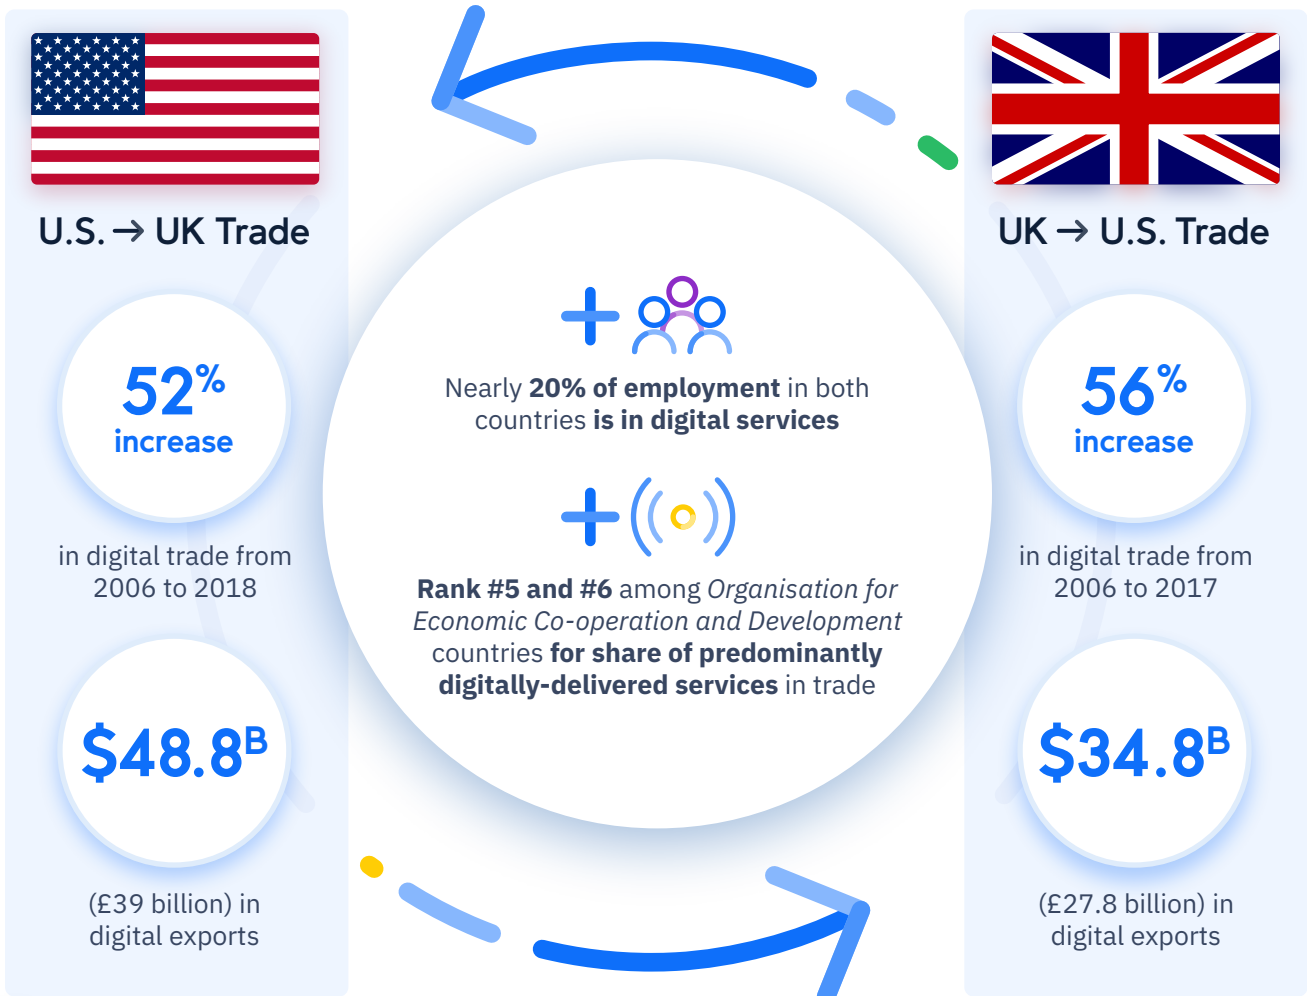 U.S. → UK Trade
52%
increase
in digital trade from
2006 to 2018
$48.8B
(£39 billion) in
digital exports
Nearly 20% of employment in both
countries is in digital services
Rank #5 and #6 among Organisation for
Economic Co-operation and Development
countries for share of predominantly
digitally-delivered services in trade
UK → U.S. Trade
56%
increase
in digital trade from
2006 to 2017
$34.8B
(£27.8 billion) in
digital exports